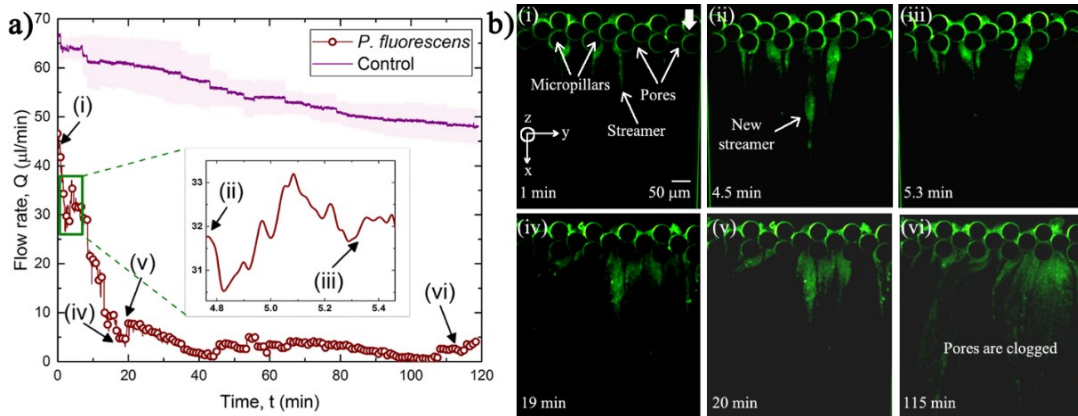 a)
P. fluorescens
Control
(i)
(ii)
(iii)
(iv)
(v)
(vi)
Flow rate, Q (μl/min)
70
60
50
40
30
20
10
0
0 20 40 60 80 100 120
Time, t (min)
33
32
31
4.8 5.0 5.2 5.4
b)
(i)
Micropillars
Pores
Streamer
z
y
x
50 μm
1 min
(ii)
New
streamer
4.5 min
(iii)
5.3 min
(iv)
19 min
(v)
20 min
(vi)
Pores are clogged
115 min